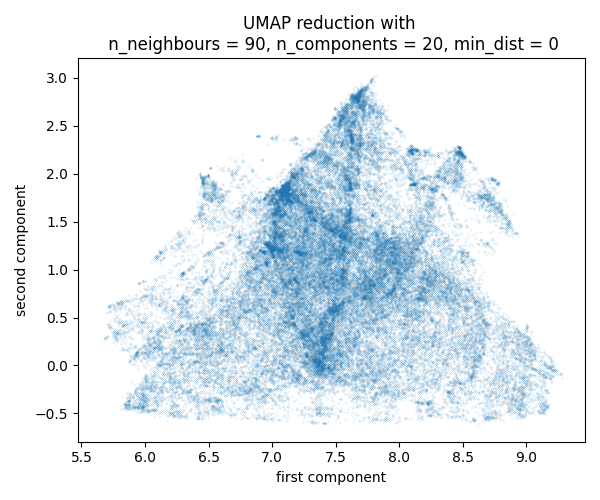 UMAP reduction with
n_neighbours = 90, n_components = 20, min_dist = 0
3.0
2.5
2.0
1.5
1.0
0.5
0.0
−0.5
second component
5.5 6.0 6.5 7.0 7.5 8.0 8.5 9.0
first component